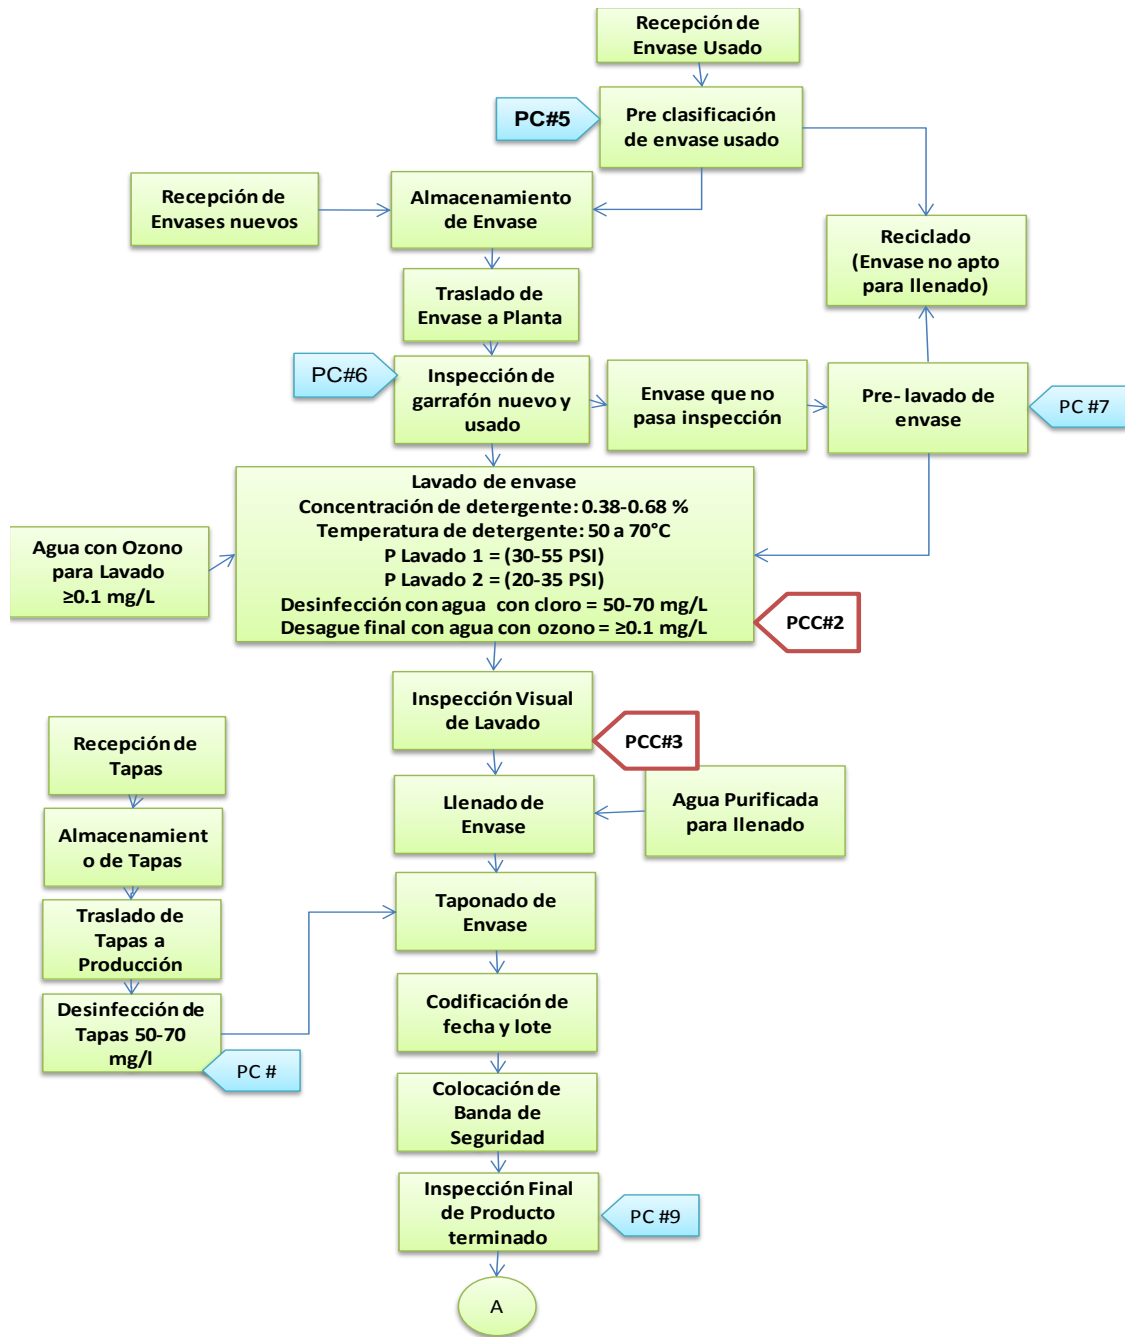 Recepción de
Envase Usado
PC#5
Pre clasificación
de envase usado
Recepción de
Envases nuevos
Almacenamiento
de Envase
Reciclado
(Envase no apto
para llenado)
Traslado de
Envase a Planta
PC#6
Inspección de
garrafón nuevo y
usado
Envase que no
pasa inspección
Pre- lavado de
envase
PC #7
Lavado de envase
Concentración de detergente: 0.38-0.68 %
Temperatura de detergente: 50 a 70°C
P Lavado 1 = (30-55 PSI)
P Lavado 2 = (20-35 PSI)
Desinfección con agua con cloro = 50-70 mg/L
Desague final con agua con ozono = ≥0.1 mg/L
Agua con Ozono
para Lavado
≥0.1 mg/L
PCC#2
Inspección Visual
de Lavado
PCC#3
Recepción de
Tapas
Llenado de
Envase
Agua Purificada
para llenado
Almacenamient
o de Tapas
Taponado de
Envase
Traslado de
Tapas a
Producción
Desinfección de
Tapas 50-70
mg/l
PC #
Codificación de
fecha y lote
Colocación de
Banda de
Seguridad
Inspección Final
de Producto
terminado
PC #9
A